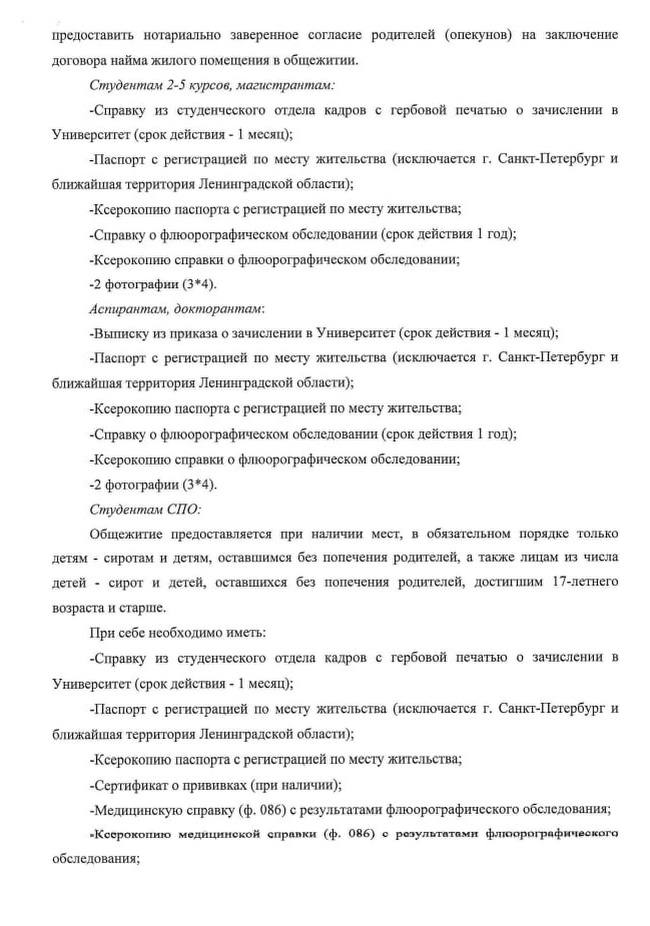 предоставить нотариально заверенное согласие родителей (опекунов) на заключение
договора найма жилого помещения в общежитии.
Студентам 2-5 курсов, магистрантам:
-Справку из студенческого отдела кадров с гербовой печатью о зачислении в
Университет (срок действия - 1 месяц);
-Паспорт с регистрацией по месту жительства (исключается г. Санкт-Петербург и
ближайшая территория Ленинградской области);
-Ксерокопию паспорта с регистрацией по месту жительства;
-Справку о флюорографическом обследовании (срок действия 1 год);
-Ксерокопию справки о флюорографическом обследовании;
-2 фотографии (3*4).
Аспирантам, докторантам:
-Выписку из приказа о зачислении в Университет (срок действия - 1 месяц);
-Паспорт с регистрацией по месту жительства (исключается г. Санкт-Петербург и
ближайшая территория Ленинградской области);
-Ксерокопию паспорта с регистрацией по месту жительства;
-Справку о флюорографическом обследовании (срок действия 1 год);
-Ксерокопию справки о флюорографическом обследовании;
-2 фотографии (3*4).
Студентам СПО:
Общежитие предоставляется при наличии мест, в обязательном порядке только
детям - сиротам и детям, оставшимся без попечения родителей, а также лицам из числа
детей - сирот и детей, оставшихся без попечения родителей, достигшим 17-летнего
возраста и старше.
При себе необходимо иметь:
-Справку из студенческого отдела кадров с гербовой печатью о зачислении в
Университет (срок действия - 1 месяц);
-Паспорт с регистрацией по месту жительства (исключается г. Санкт-Петербург и
ближайшая территория Ленинградской области);
-Ксерокопию паспорта с регистрацией по месту жительства;
-Сертификат о прививках (при наличии);
-Медицинскую справку (ф. 086) с результатами флюорографического обследования;
-Ксерокопию медицинской справки (ф. 086) с результатами флюорографического
обследования;